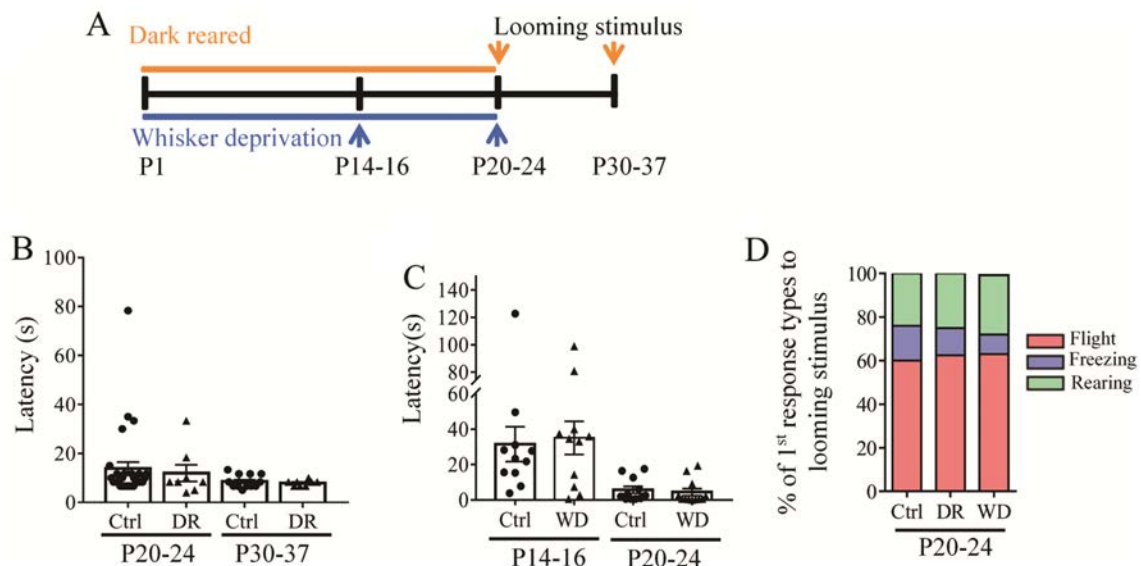 A
Dark reared
Looming stimulus
Whisker deprivation
P1
P14-16
P20-24
P30-37
B
Latency (s)
100
80
60
40
20
0
Ctrl
DR
Ctrl
DR
P20-24
P30-37
C
Latency(s)
140
120
100
80
60
40
20
0
Ctrl
WD
Ctrl
WD
P14-16
P20-24
D
% of 1st response types to
looming stimulus
100
80
60
40
20
0
Ctrl
DR
WD
P20-24
Flight
Freezing
Rearing